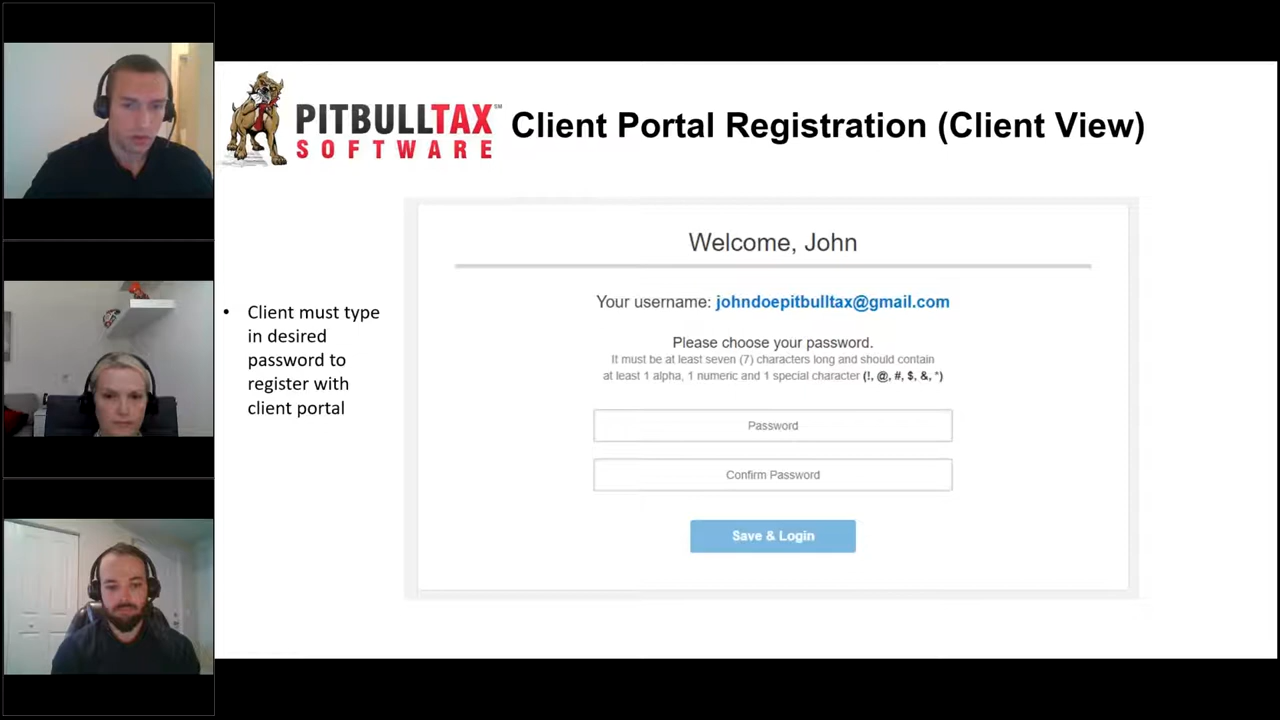 PITBULLTAX SM
SOFTWARE
Client Portal Registration (Client View)
• Client must type
in desired
password to
register with
client portal
Welcome, John
Your username: johndoepitbulltax@gmail.com
Please choose your password.
It must be at least seven (7) characters long and should contain
at least 1 alpha, 1 numeric and 1 special character (!, @, #, $, &, *)
Password
Confirm Password
Save & Login